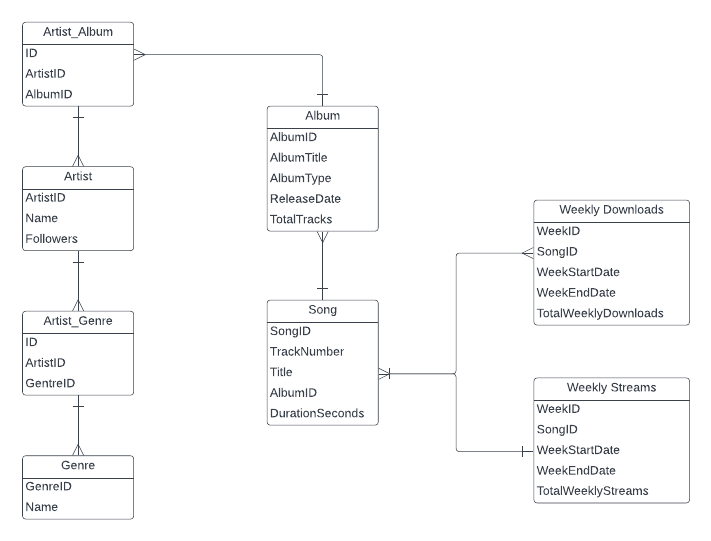 Artist_Album
ID
ArtistID
AlbumID
Artist
ArtistID
Name
Followers
Artist_Genre
ID
ArtistID
GentreID
Genre
GenreID
Name
Album
AlbumID
AlbumTitle
AlbumType
ReleaseDate
TotalTracks
Song
SongID
TrackNumber
Title
AlbumID
DurationSeconds
Weekly Downloads
WeekID
SongID
WeekStartDate
WeekEndDate
TotalWeeklyDownloads
Weekly Streams
WeekID
SongID
WeekStartDate
WeekEndDate
TotalWeeklyStreams